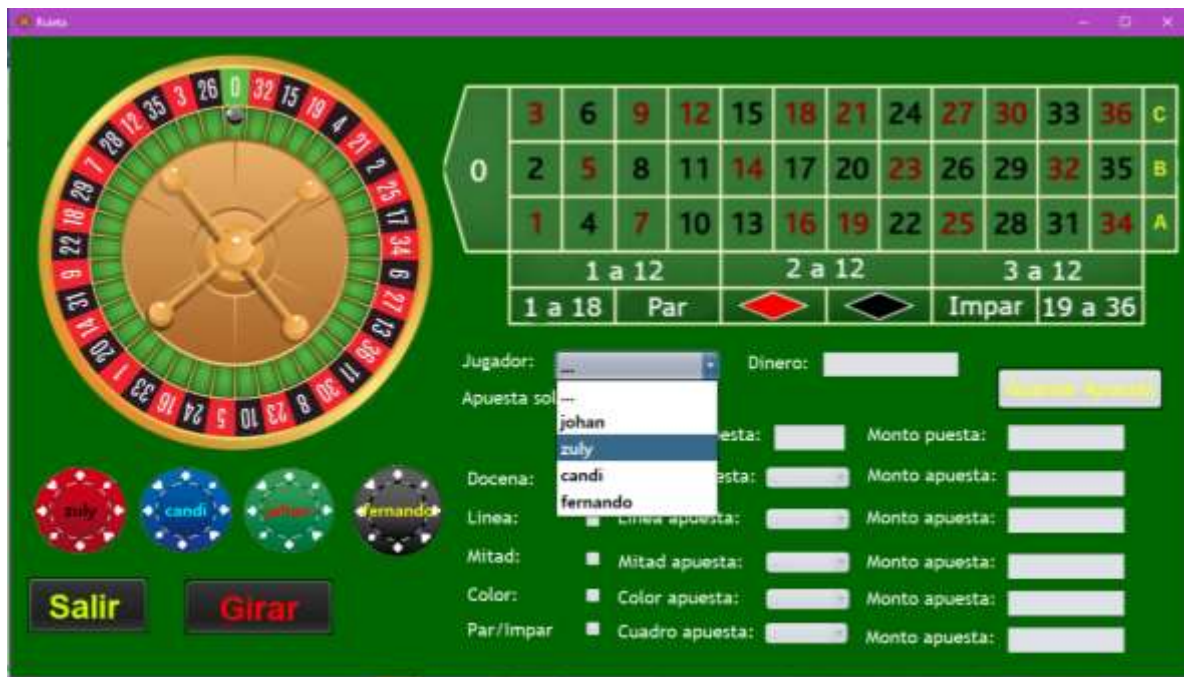 Ruleta
0 32 15 19 4 21 2 25 17 34 6 27 13 36 11 30 8 23 10 5 24 16 33 1 20 14 31 9 22 18 29 7 28 12 35 3 26
3 6 9 12 15 18 21 24 27 30 33 36 C
0 2 5 8 11 14 17 20 23 26 29 32 35 B
1 4 7 10 13 16 19 22 25 28 31 34 A
1 a 12 2 a 12 3 a 12
1 a 18 Par Impar 19 a 36
Jugador: --- Dinero:
Apuesta sol ---
johan
uesta: Monto puesta:
zuly
Docena: candi esta: Monto apuesta:
fernando
Linea: Linea apuesta: Monto apuesta:
Mitad: Mitad apuesta: Monto apuesta:
Color: Color apuesta: Monto apuesta:
Par/Impar Cuadro apuesta: Monto apuesta:
zuly candi johan fernando
Salir Girar